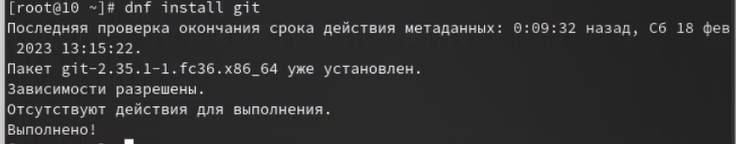 [root@10 ~]# dnf install git
Последняя проверка окончания срока действия метаданных: 0:09:32 назад, Сб 18 фев
2023 13:15:22.
Пакет git-2.35.1-1.fc36.x86_64 уже установлен.
Зависимости разрешены.
Отсутствуют действия для выполнения.
Выполнено!